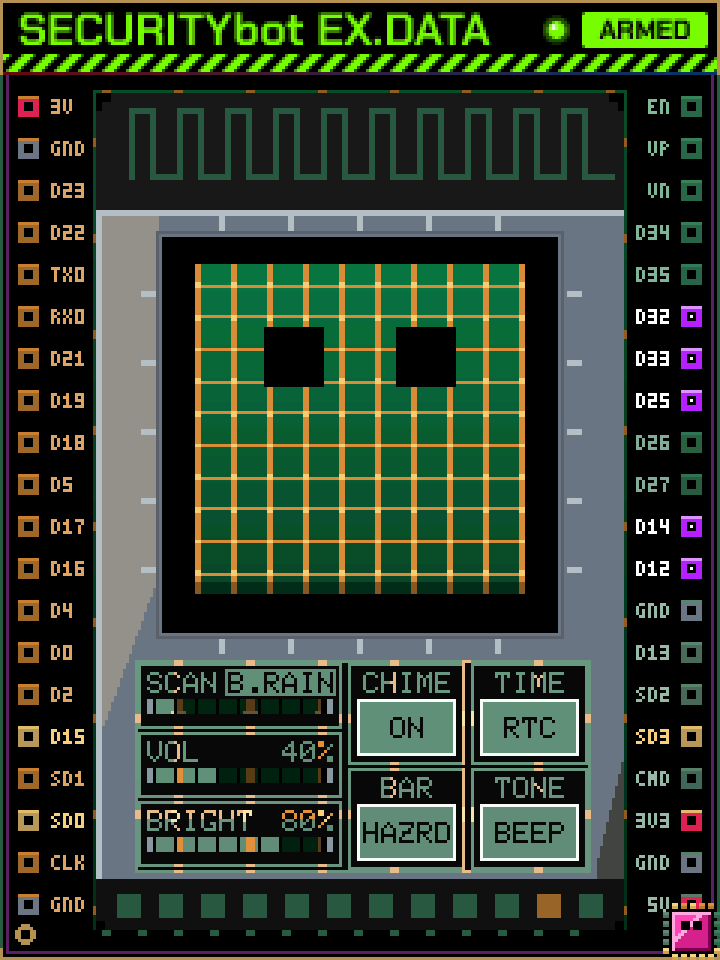 SECURITYbot EX.DATA ARMED
3V EN
GND VP
D23 VN
D22 D34
TX0 D35
RX0 D32
D21 D33
D19 D25
D18 D26
D5 D27
D17 D14
D16 D12
D4 GND
D0 D13
D2 SD2
D15 SD3
SD1 CMD
SD0 3V3
CLK GND
GND 5V
SCAN B.RAIN
VOL 40%
BRIGHT 80%
CHIME
ON
TIME
RTC
BAR
HAZRD
TONE
BEEP